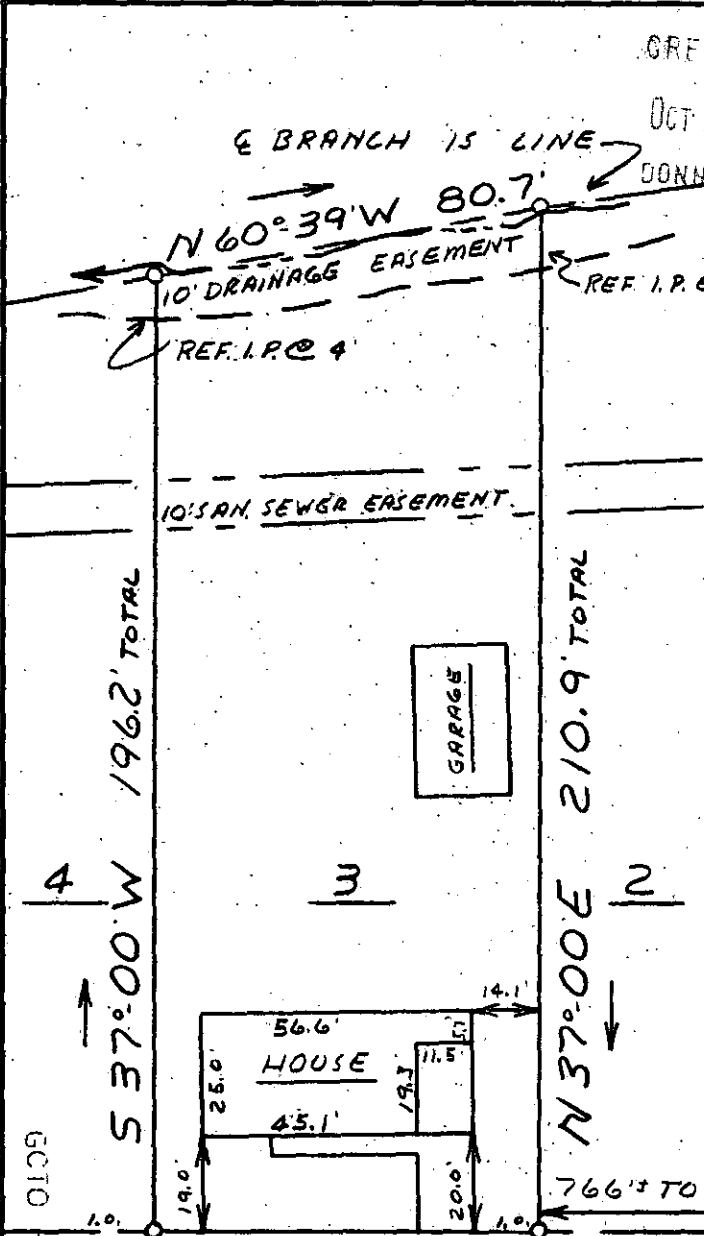 GRE
OCT
DONN
℄ BRANCH IS LINE
N 60°-39'W 80.7'
10' DRAINAGE EASEMENT
REF. I.P.
REF. I.P. @ 4'
10' SAN. SEWER EASEMENT
S 37°-00'W 196.2' TOTAL
N 37°-00'E 210.9' TOTAL
GARAGE
4
3
2
14.1'
56.6'
5.7'
HOUSE
11.5'
25.0'
19.3'
45.1'
19.0'
20.0'
766'± TO
GCTO
1.0.
1.0.